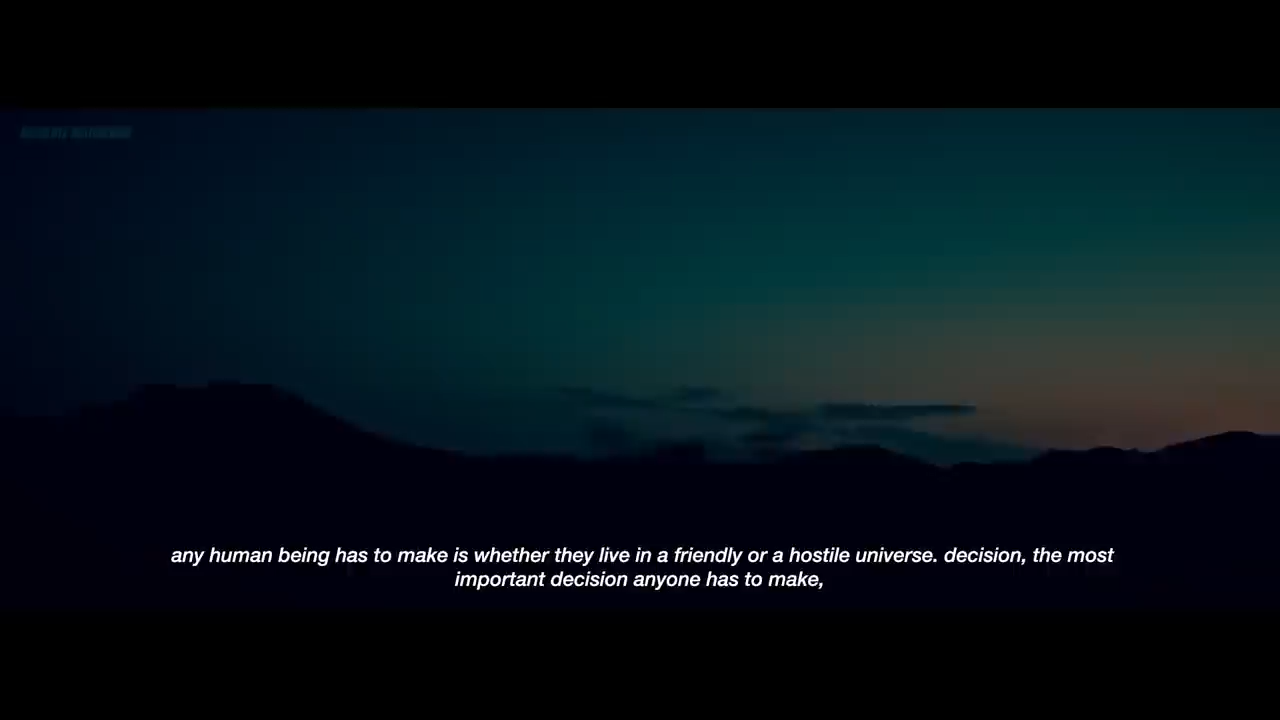 any human being has to make is whether they live in a friendly or a hostile universe. decision, the most
important decision anyone has to make,